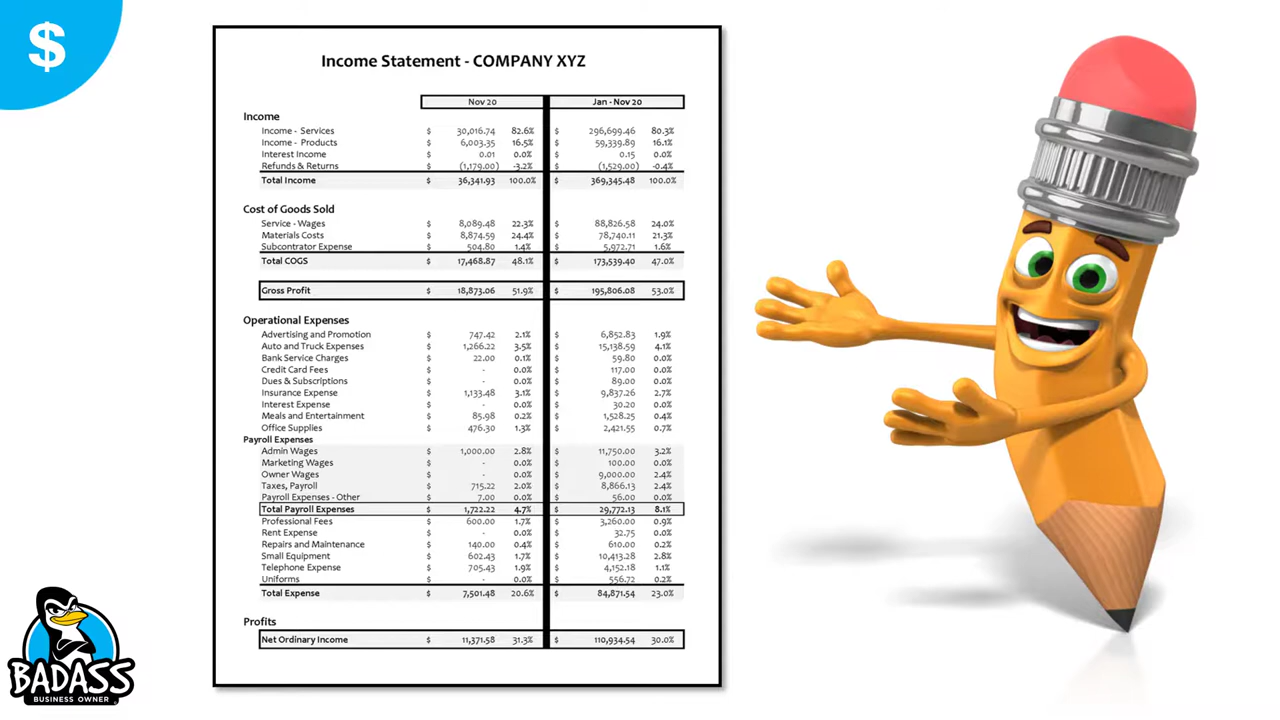 $
Income Statement - COMPANY XYZ
Nov 20 Jan - Nov 20
Income
Income - Services $ 30,016.74 82.6% $ 296,699.46 80.3%
Income - Products $ 6,003.35 16.5% $ 59,339.89 16.1%
Interest Income $ 0.01 0.0% $ 0.15 0.0%
Refunds & Returns $ (1,179.00) -3.2% $ (1,529.00) -0.4%
Total Income $ 36,341.93 100.0% $ 369,345.48 100.0%
Cost of Goods Sold
Service - Wages $ 8,089.48 22.3% $ 88,826.58 24.0%
Materials Costs $ 8,874.59 24.4% $ 78,740.11 21.3%
Subcontrator Expense $ 504.80 1.4% $ 5,972.71 1.6%
Total COGS $ 17,468.87 48.1% $ 173,539.40 47.0%
Gross Profit $ 18,873.06 51.9% $ 195,806.08 53.0%
Operational Expenses
Advertising and Promotion $ 747.42 2.1% $ 6,852.83 1.9%
Auto and Truck Expenses $ 1,266.22 3.5% $ 15,138.59 4.1%
Bank Service Charges $ 22.00 0.1% $ 59.80 0.0%
Credit Card Fees $ - 0.0% $ 117.00 0.0%
Dues & Subscriptions $ - 0.0% $ 89.00 0.0%
Insurance Expense $ 1,133.48 3.1% $ 9,837.26 2.7%
Interest Expense $ - 0.0% $ 30.20 0.0%
Meals and Entertainment $ 85.98 0.2% $ 1,528.25 0.4%
Office Supplies $ 476.30 1.3% $ 2,421.55 0.7%
Payroll Expenses
Admin Wages $ 1,000.00 2.8% $ 11,750.00 3.2%
Marketing Wages $ - 0.0% $ 100.00 0.0%
Owner Wages $ - 0.0% $ 9,000.00 2.4%
Taxes, Payroll $ 715.22 2.0% $ 8,866.13 2.4%
Payroll Expenses - Other $ 7.00 0.0% $ 56.00 0.0%
Total Payroll Expenses $ 1,722.22 4.7% $ 29,772.13 8.1%
Professional Fees $ 600.00 1.7% $ 3,260.00 0.9%
Rent Expense $ - 0.0% $ 32.75 0.0%
Repairs and Maintenance $ 140.00 0.4% $ 610.00 0.2%
Small Equipment $ 602.43 1.7% $ 10,413.28 2.8%
Telephone Expense $ 705.43 1.9% $ 4,152.18 1.1%
Uniforms $ - 0.0% $ 556.72 0.2%
Total Expense $ 7,501.48 20.6% $ 84,871.54 23.0%
Profits
Net Ordinary Income $ 11,371.58 31.3% $ 110,934.54 30.0%
BADASS
BUSINESS OWNER